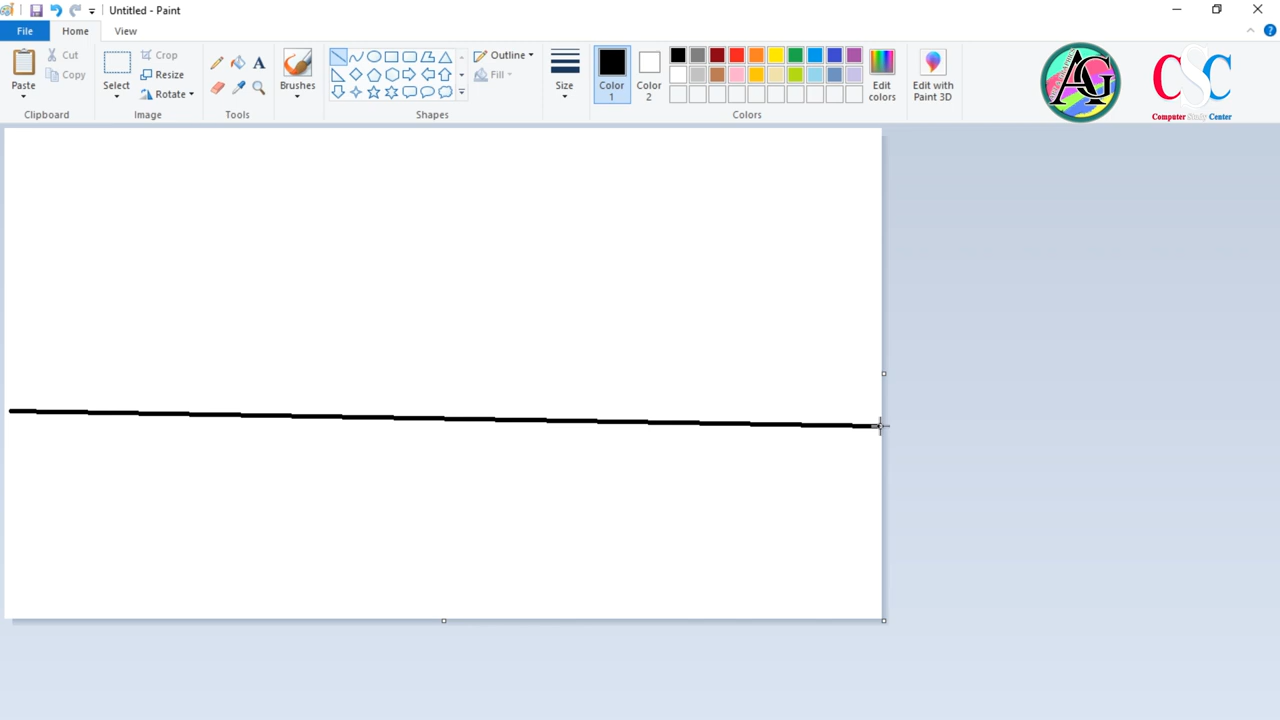 Untitled - Paint
File
Home
View
Paste
Cut
Copy
Clipboard
Select
Crop
Resize
Rotate
Image
A
Tools
Brushes
Outline
Fill
Shapes
Size
Color
1
Color
2
Edit
colors
Colors
Edit with
Paint 3D
AG
CSC
Computer Study Center